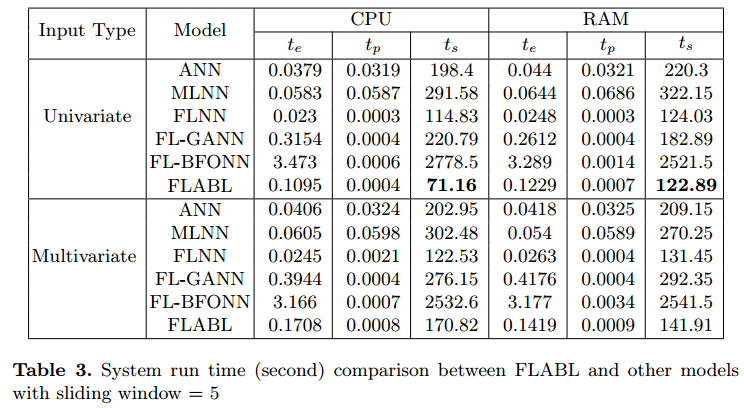 Input Type Model CPU RAM
t_e t_p t_s t_e t_p t_s
ANN 0.0379 0.0319 198.4 0.044 0.0321 220.3
MLNN 0.0583 0.0587 291.58 0.0644 0.0686 322.15
Univariate FLNN 0.023 0.0003 114.83 0.0248 0.0003 124.03
FL-GANN 0.3154 0.0004 220.79 0.2612 0.0004 182.89
FL-BFONN 3.473 0.0006 2778.5 3.289 0.0014 2521.5
FLABL 0.1095 0.0004 71.16 0.1229 0.0007 122.89
ANN 0.0406 0.0324 202.95 0.0418 0.0325 209.15
MLNN 0.0605 0.0598 302.48 0.054 0.0589 270.25
Multivariate FLNN 0.0245 0.0021 122.53 0.0263 0.0004 131.45
FL-GANN 0.3944 0.0004 276.15 0.4176 0.0004 292.35
FL-BFONN 3.166 0.0007 2532.6 3.177 0.0034 2541.5
FLABL 0.1708 0.0008 170.82 0.1419 0.0009 141.91
Table 3. System run time (second) comparison between FLABL and other models
with sliding window = 5